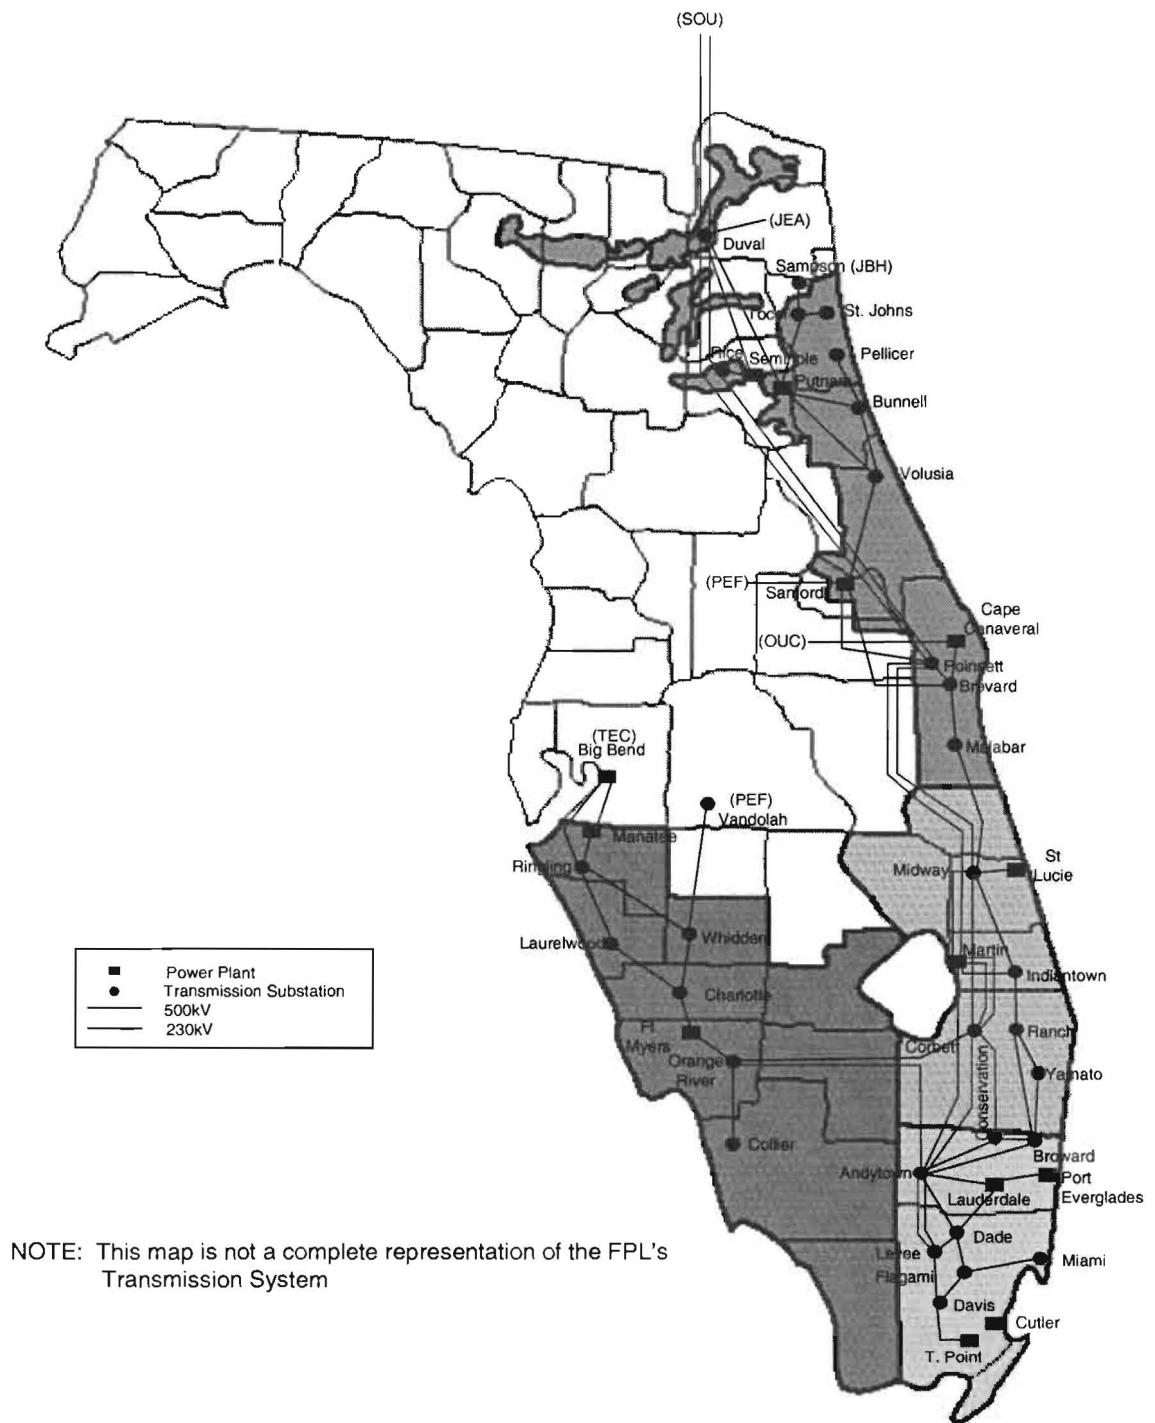 (SOU)
(JEA)
Duval
Sampson (JBH)
Tocoi
St. Johns
Rice
Seminole
Pellicer
Putnam
Bunnell
Volusia
(PEF)
Sanford
Cape
Canaveral
(OUC)
Poinsett
Brevard
(TEC)
Big Bend
Malabar
(PEF)
Vandolah
Manatee
Ringling
Midway
St
Lucie
Laurelwood
Whidden
Martin
Indiantown
Charlotte
Ft
Myers
Orange
River
Corbett
Conservation
Ranch
Yamato
Collier
Broward
Andytown
Port
Everglades
Lauderdale
Dade
Levee
Miami
Flagami
Davis
Cutler
T. Point
Power Plant
Transmission Substation
500kV
230kV
NOTE: This map is not a complete representation of the FPL's
Transmission System